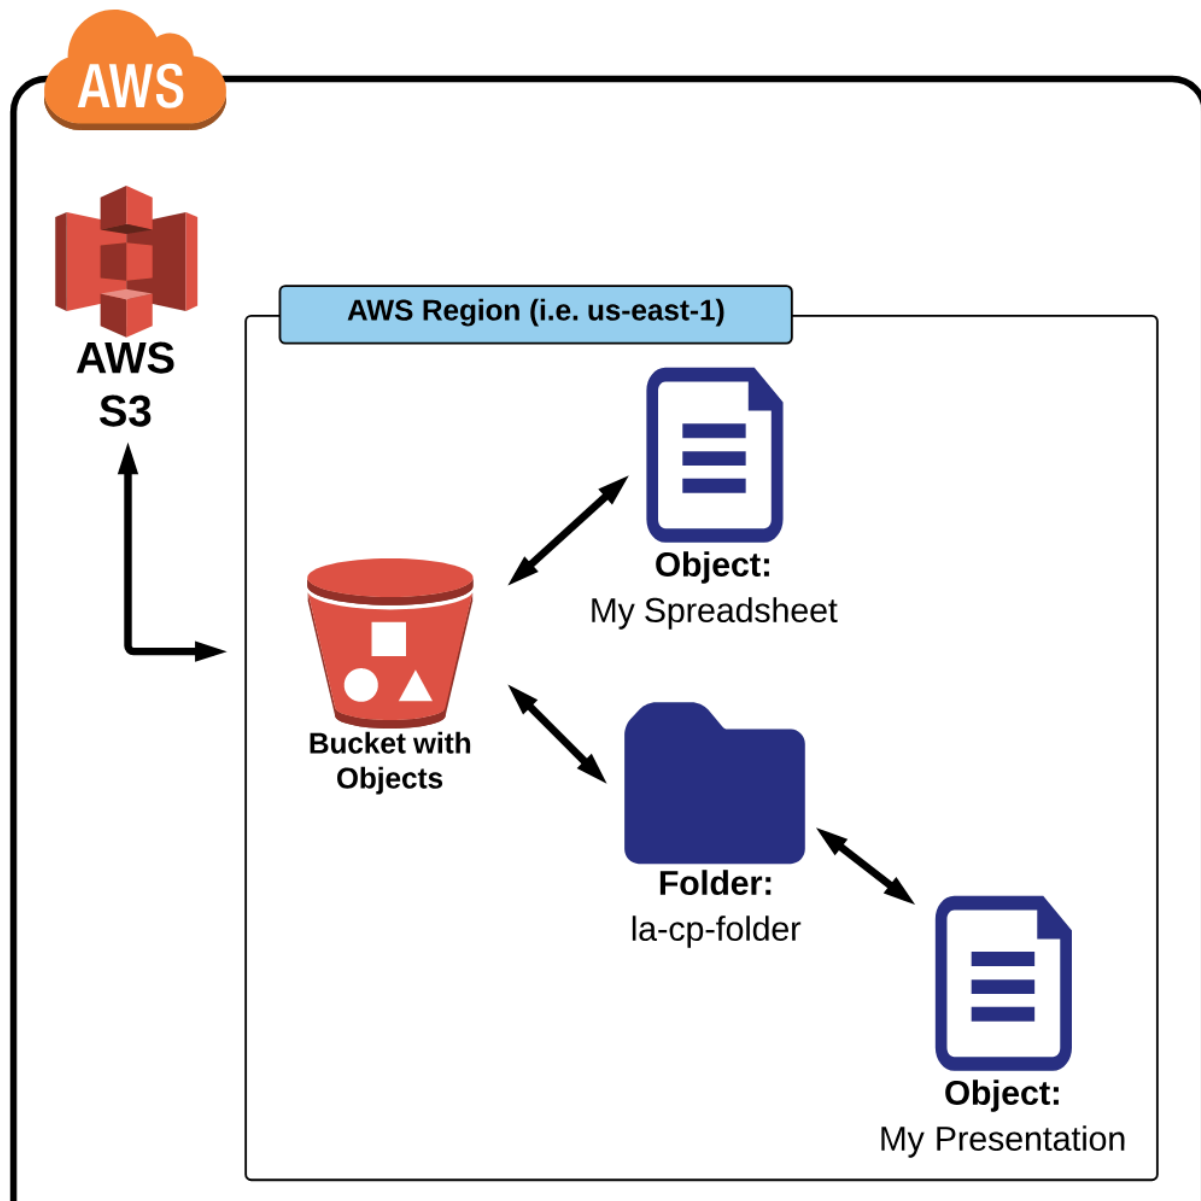 AWS
AWS
S3
AWS Region (i.e. us-east-1)
Object:
My Spreadsheet
Bucket with
Objects
Folder:
la-cp-folder
Object:
My Presentation